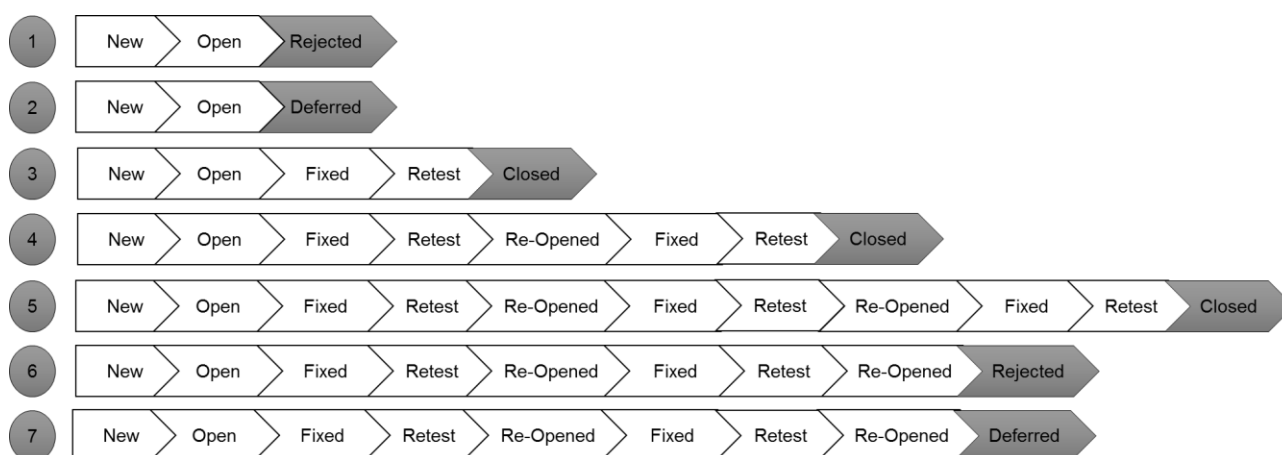 1 New Open Rejected
2 New Open Deferred
3 New Open Fixed Retest Closed
4 New Open Fixed Retest Re-Opened Fixed Retest Closed
5 New Open Fixed Retest Re-Opened Fixed Retest Re-Opened Fixed Retest Closed
6 New Open Fixed Retest Re-Opened Fixed Retest Re-Opened Rejected
7 New Open Fixed Retest Re-Opened Fixed Retest Re-Opened Deferred